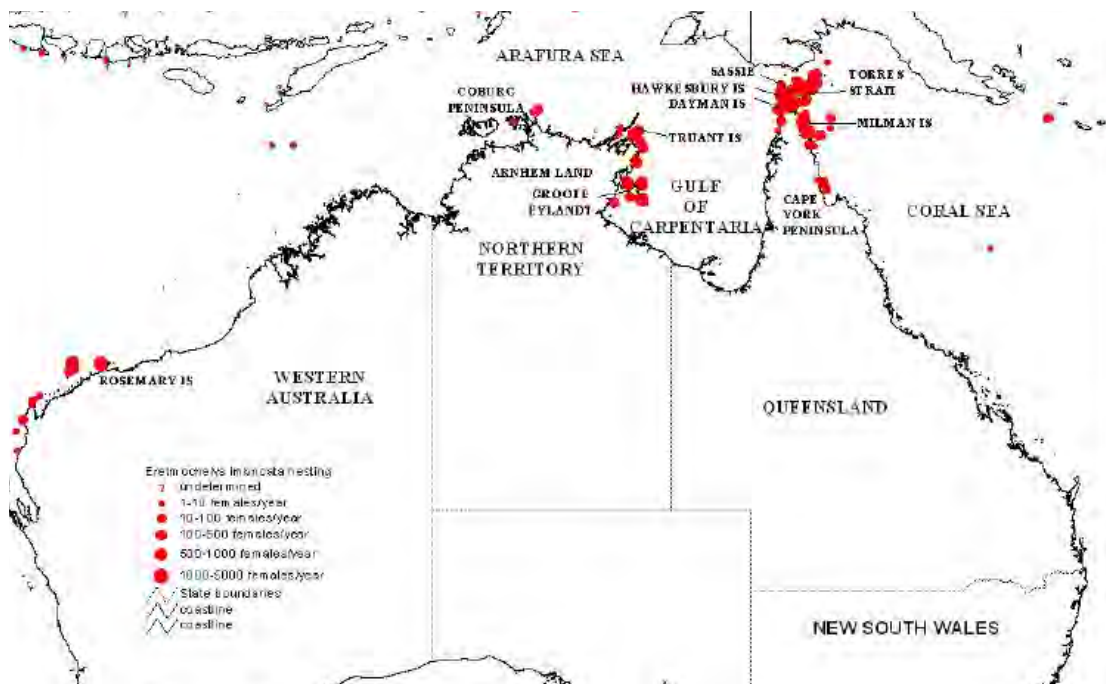 ARAFURA SEA
SASSIE
HAWKESBURY IS
DAYMAN IS
TORRES
STRAIT
COBURG
PENINSULA
TRUANT IS
MILMAN IS
ARNHEM LAND
GROOTE
EYLANDT
GULF
OF
CARPENTARIA
CAPE
YORK
PENINSULA
CORAL SEA
NORTHERN
TERRITORY
ROSEMARY IS
WESTERN
AUSTRALIA
QUEENSLAND
Eretmochelys imbricata nesting
? undetermined
1-10 females/year
10-100 females/year
100-500 females/year
500-1000 females/year
1000-5000 females/year
State boundaries
coastline
coastline
NEW SOUTH WALES